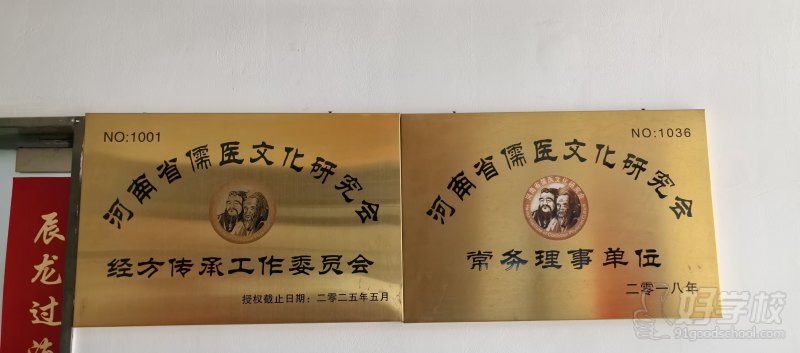 NO:1001
河南省儒医文化研究会
经方传承工作委员会
授权截止日期：二零二五年五月
NO:1036
河南省儒医文化研究会
常务理事单位
二零一八年
辰龙过
好学校
91goodschool.com